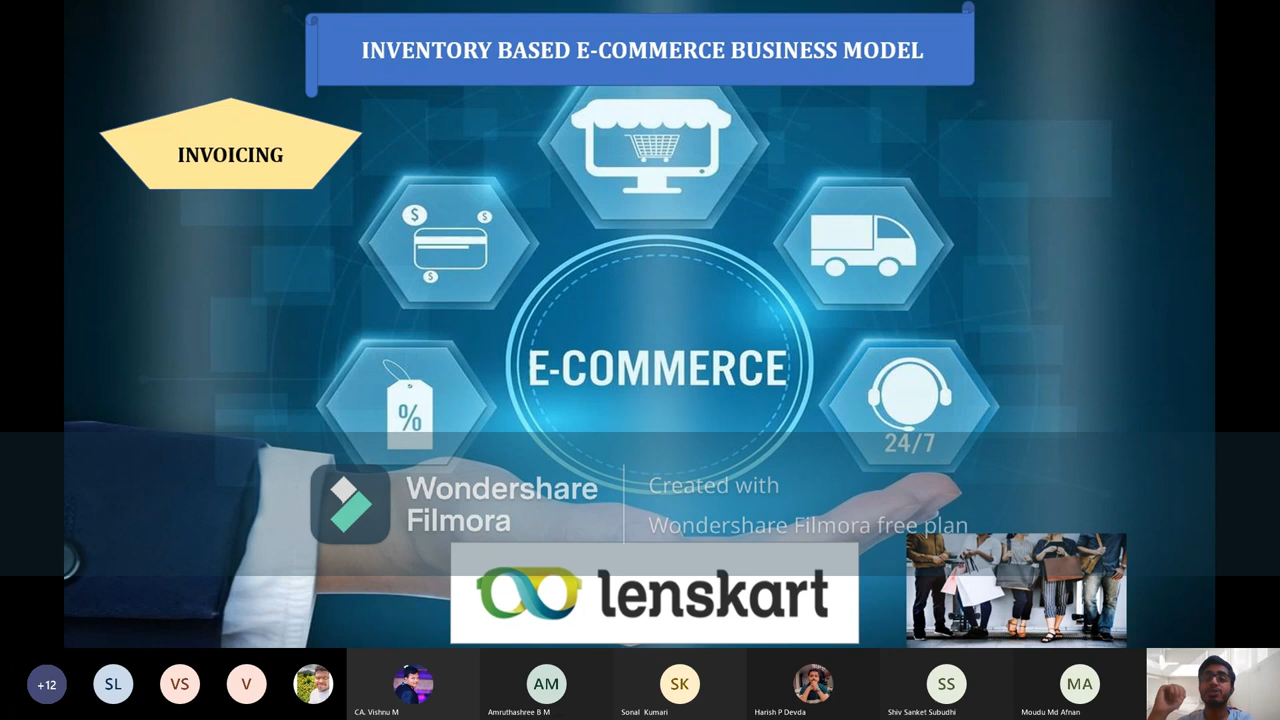 INVENTORY BASED E-COMMERCE BUSINESS MODEL
INVOICING
$
$
$
%
E-COMMERCE
24/7
Wondershare
Filmora
Created with
Wondershare Filmora free plan
lenskart
+12
SL
VS
V
CA. Vishnu M
AM
Amruthashree B M
SK
Sonal Kumari
Harish P Devda
SS
Shiv Sanket Subudhi
MA
Moudu Md Afnan